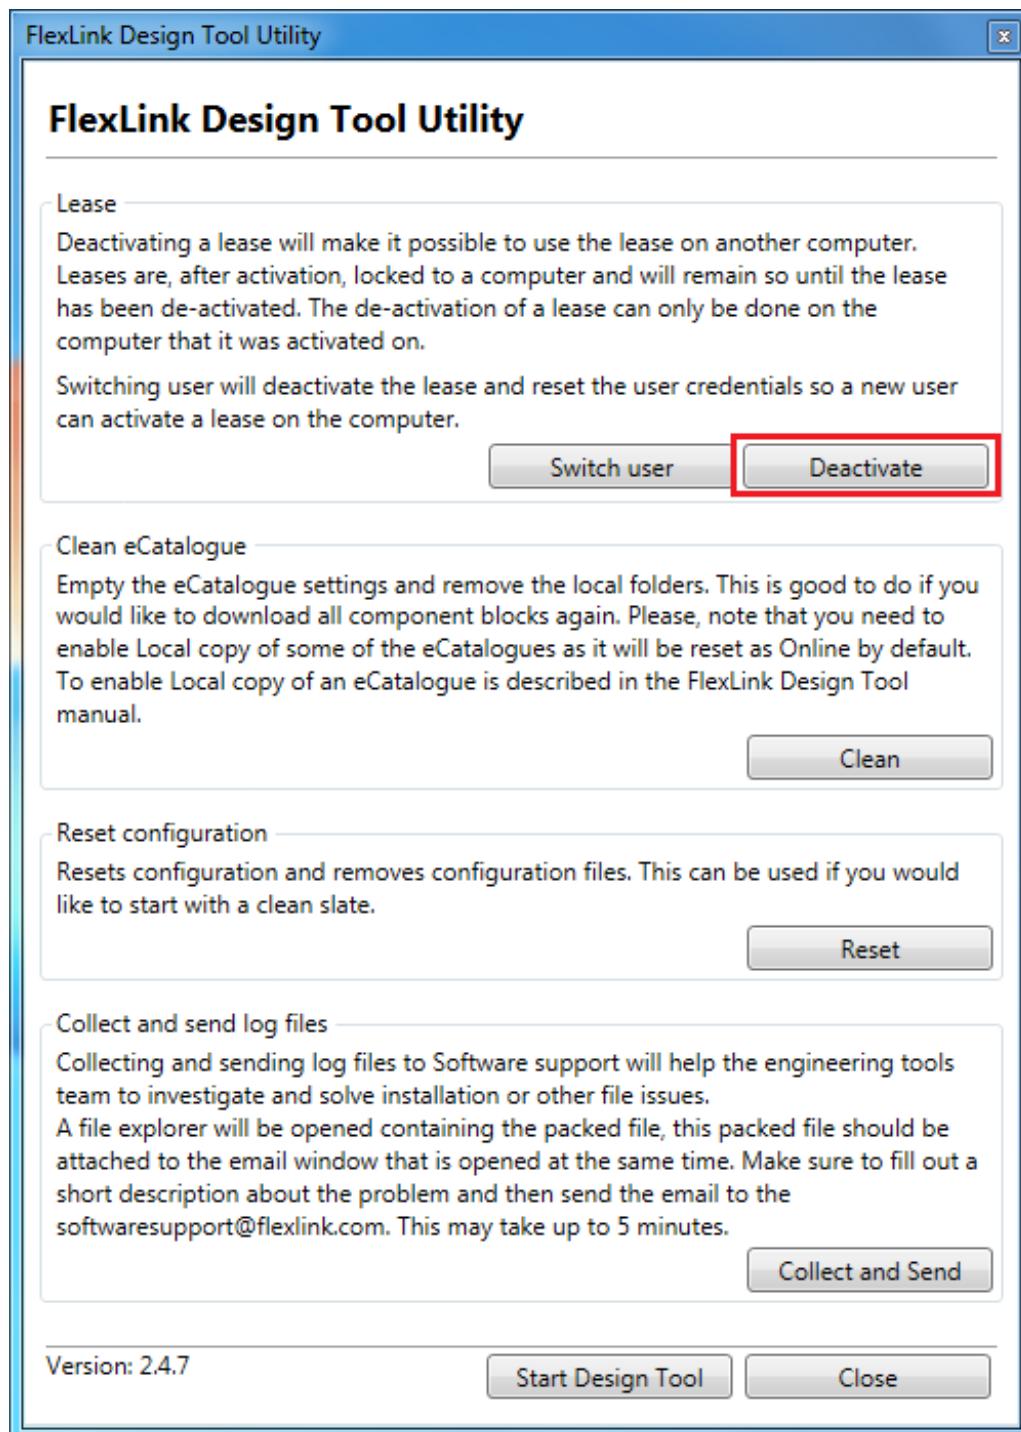 FlexLink Design Tool Utility
FlexLink Design Tool Utility
Lease
Deactivating a lease will make it possible to use the lease on another computer.
Leases are, after activation, locked to a computer and will remain so until the lease
has been de-activated. The de-activation of a lease can only be done on the
computer that it was activated on.
Switching user will deactivate the lease and reset the user credentials so a new user
can activate a lease on the computer.
Switch user
Deactivate
Clean eCatalogue
Empty the eCatalogue settings and remove the local folders. This is good to do if you
would like to download all component blocks again. Please, note that you need to
enable Local copy of some of the eCatalogues as it will be reset as Online by default.
To enable Local copy of an eCatalogue is described in the FlexLink Design Tool
manual.
Clean
Reset configuration
Resets configuration and removes configuration files. This can be used if you would
like to start with a clean slate.
Reset
Collect and send log files
Collecting and sending log files to Software support will help the engineering tools
team to investigate and solve installation or other file issues.
A file explorer will be opened containing the packed file, this packed file should be
attached to the email window that is opened at the same time. Make sure to fill out a
short description about the problem and then send the email to the
softwaresupport@flexlink.com. This may take up to 5 minutes.
Collect and Send
Version: 2.4.7
Start Design Tool
Close